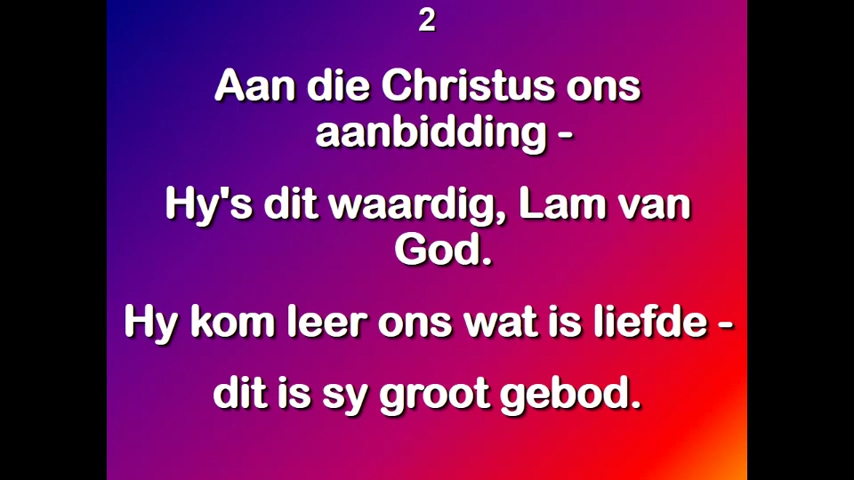 2
Aan die Christus ons
aanbidding -
Hy's dit waardig, Lam van
God.
Hy kom leer ons wat is liefde -
dit is sy groot gebod.